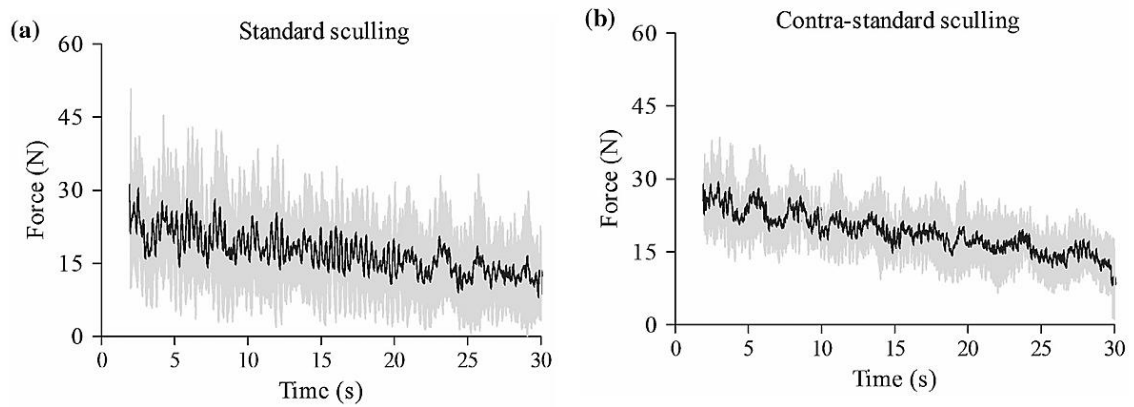 (a)
Standard sculling
60
45
30
15
0
Force (N)
0 5 10 15 20 25 30
Time (s)
(b)
Contra-standard sculling
60
45
30
15
0
Force (N)
0 5 10 15 20 25 30
Time (s)